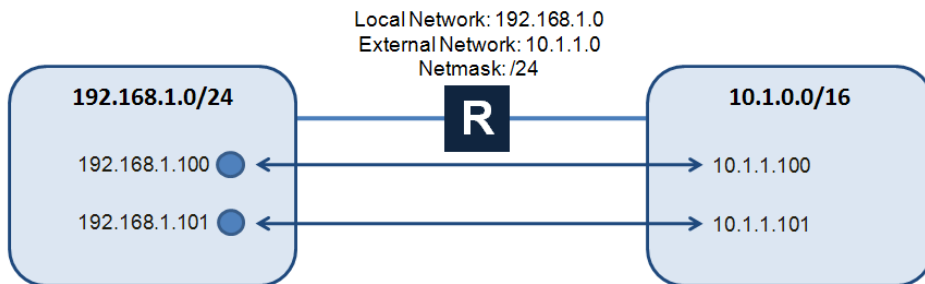 Local Network: 192.168.1.0
External Network: 10.1.1.0
Netmask: /24
192.168.1.0/24
R
10.1.0.0/16
192.168.1.100
10.1.1.100
192.168.1.101
10.1.1.101